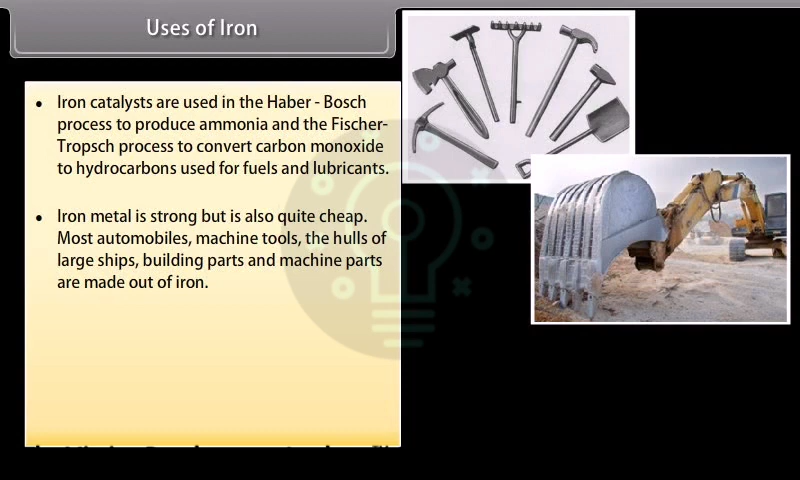 Uses of Iron
• Iron catalysts are used in the Haber - Bosch
process to produce ammonia and the Fischer-
Tropsch process to convert carbon monoxide
to hydrocarbons used for fuels and lubricants.
• Iron metal is strong but is also quite cheap.
Most automobiles, machine tools, the hulls of
large ships, building parts and machine parts
are made out of iron.